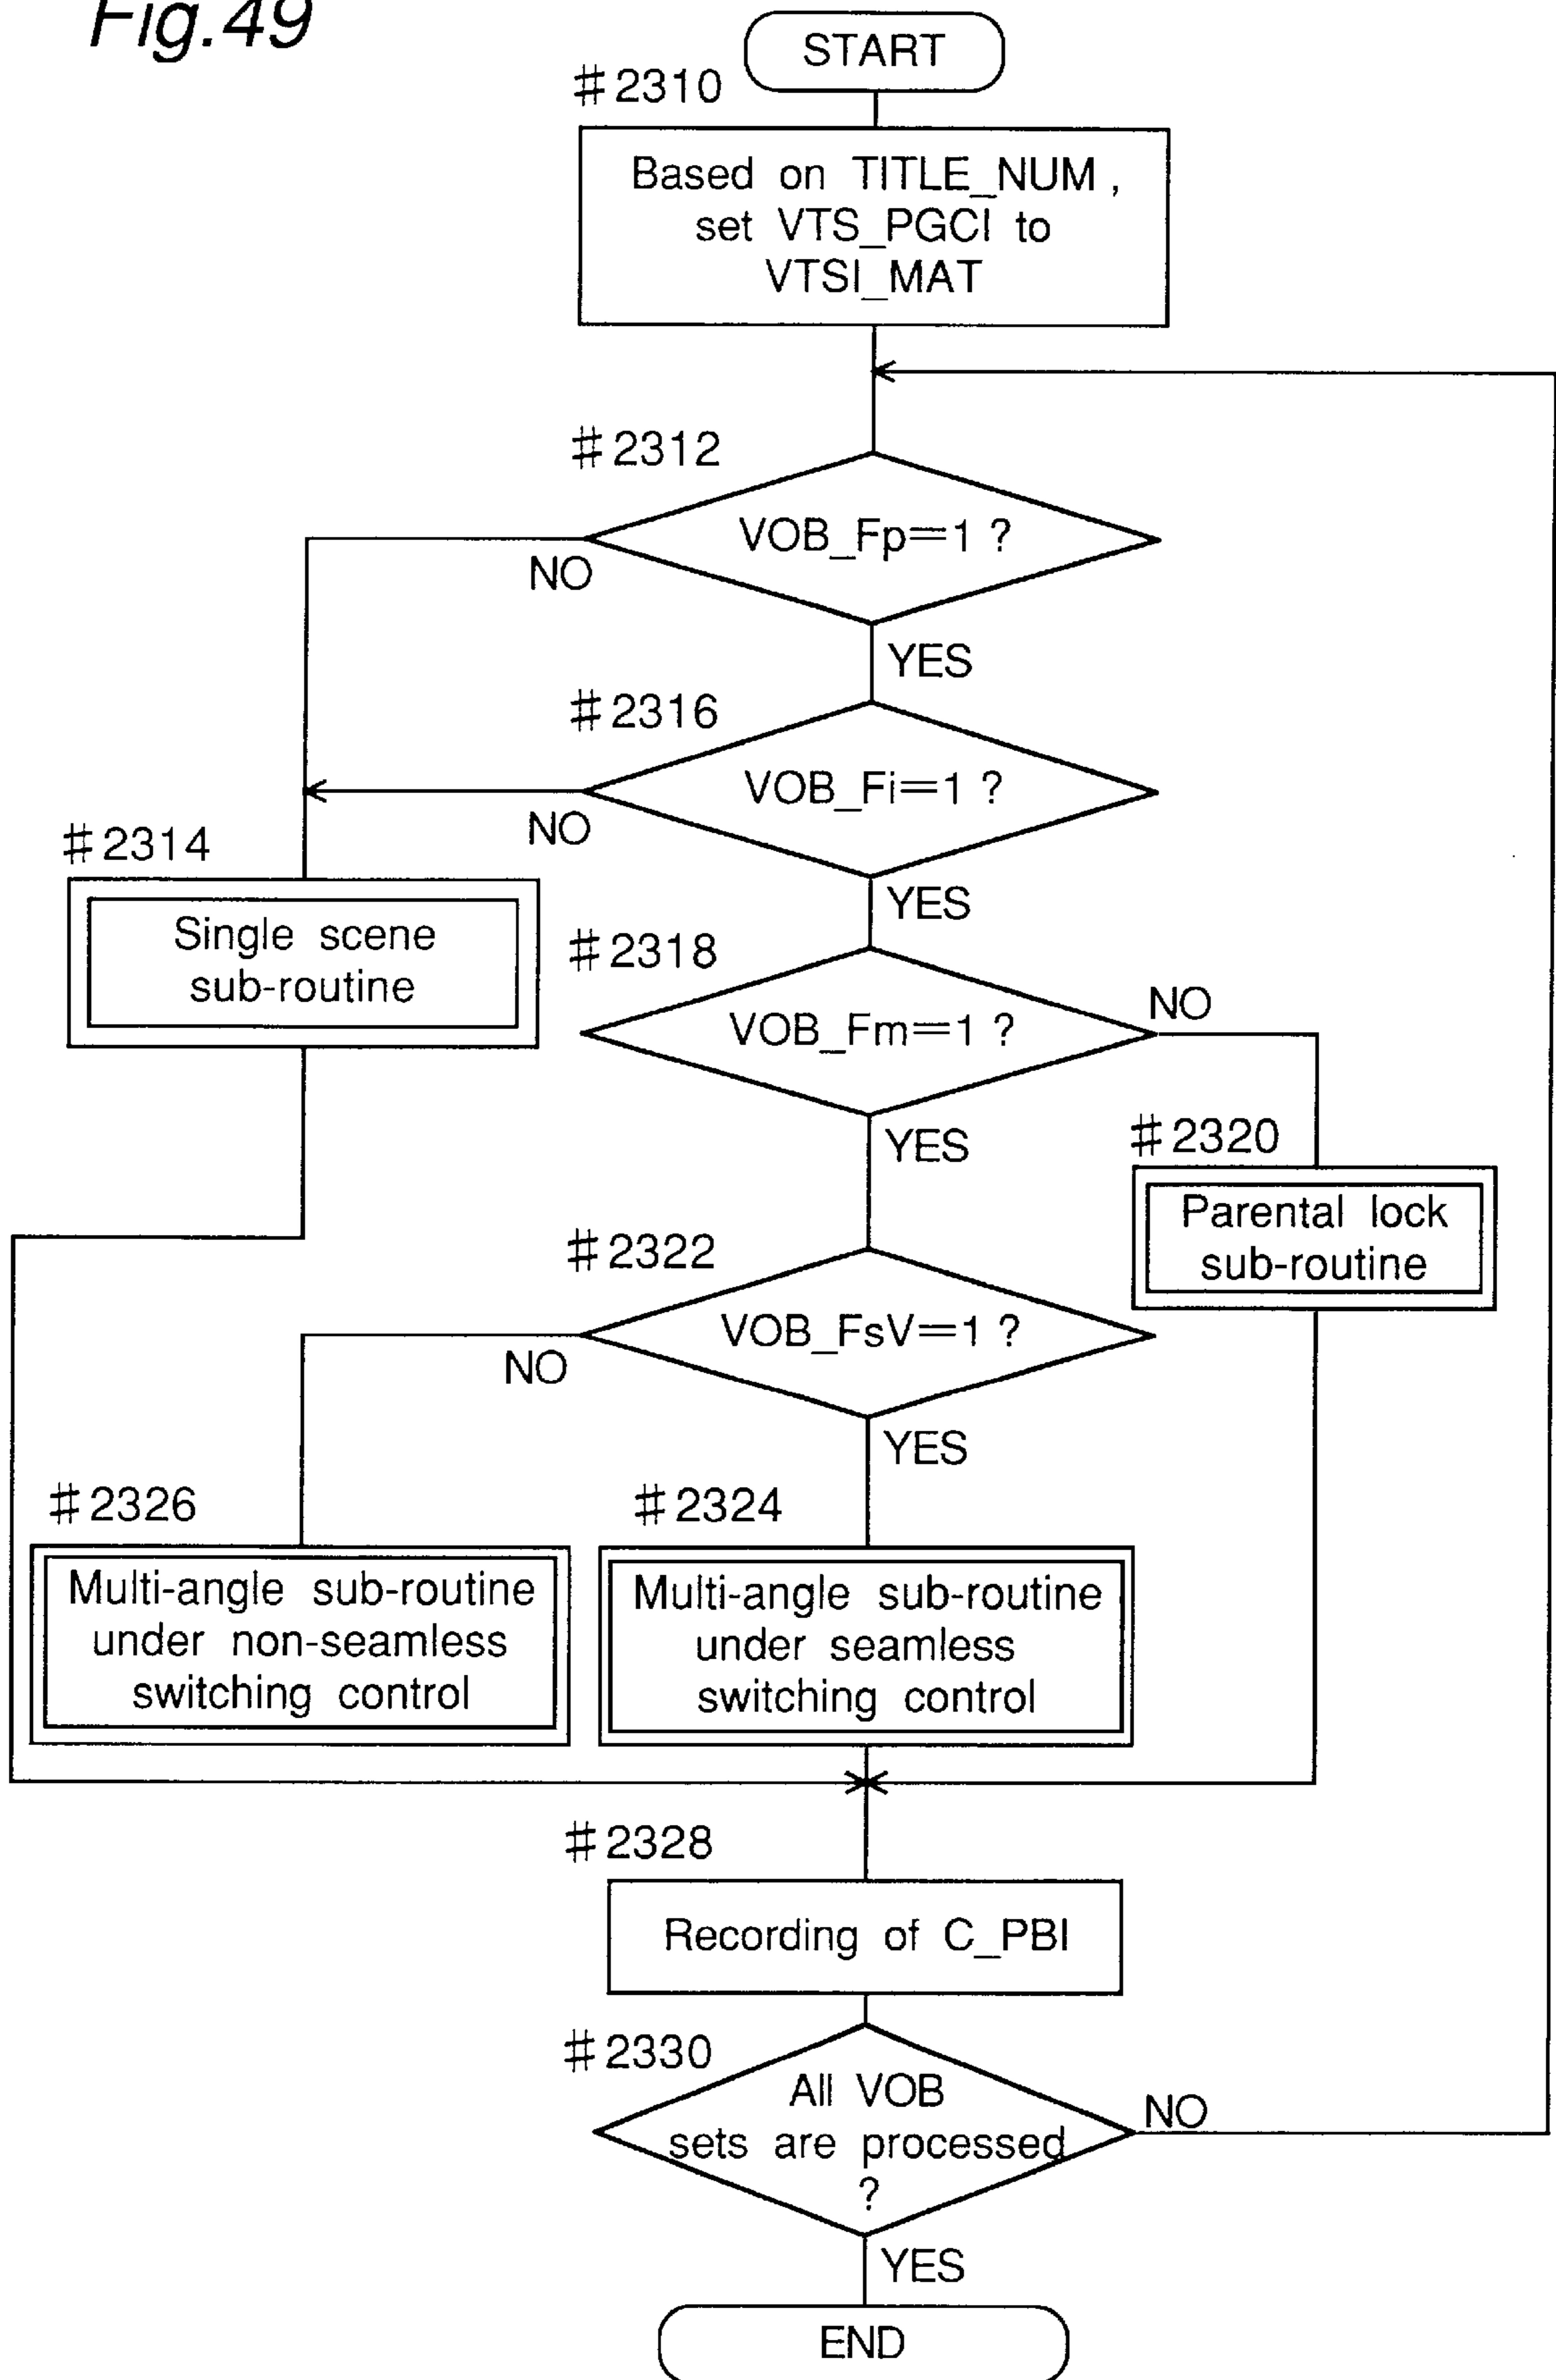 Fig.49
START
#2310
Based on TITLE_NUM ,
set VTS_PGCI to
VTSI_MAT
#2312
VOB_Fp=1 ?
NO
YES
#2316
VOB_Fi=1 ?
NO
YES
#2314
Single scene
sub-routine
#2318
VOB_Fm=1 ?
NO
YES
#2320
Parental lock
sub-routine
#2322
VOB_FsV=1 ?
NO
YES
#2326
Multi-angle sub-routine
under non-seamless
switching control
#2324
Multi-angle sub-routine
under seamless
switching control
#2328
Recording of C_PBI
#2330
All VOB
sets are processed
?
NO
YES
END